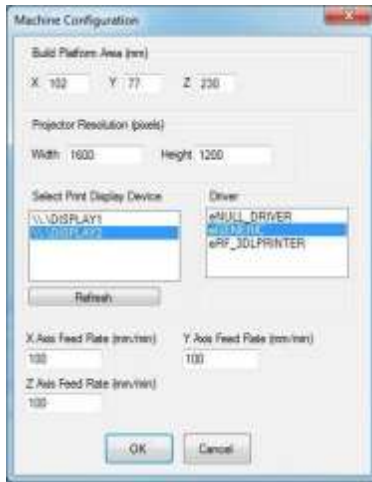 Machine Configuration
Build Platform Area (mm)
X 102 Y 77 Z 230
Projector Resolution (pixels)
Width 1600 Height 1200
Select Print Display Device
Driver
\\.\DISPLAY1
\\.\DISPLAY2
eNULL_DRIVER
eGENERIC
eRF_3DLPRINTER
Refresh
X Axis Feed Rate (mm/min) Y Axis Feed Rate (mm/min)
100 100
Z Axis Feed Rate (mm/min)
100
OK Cancel